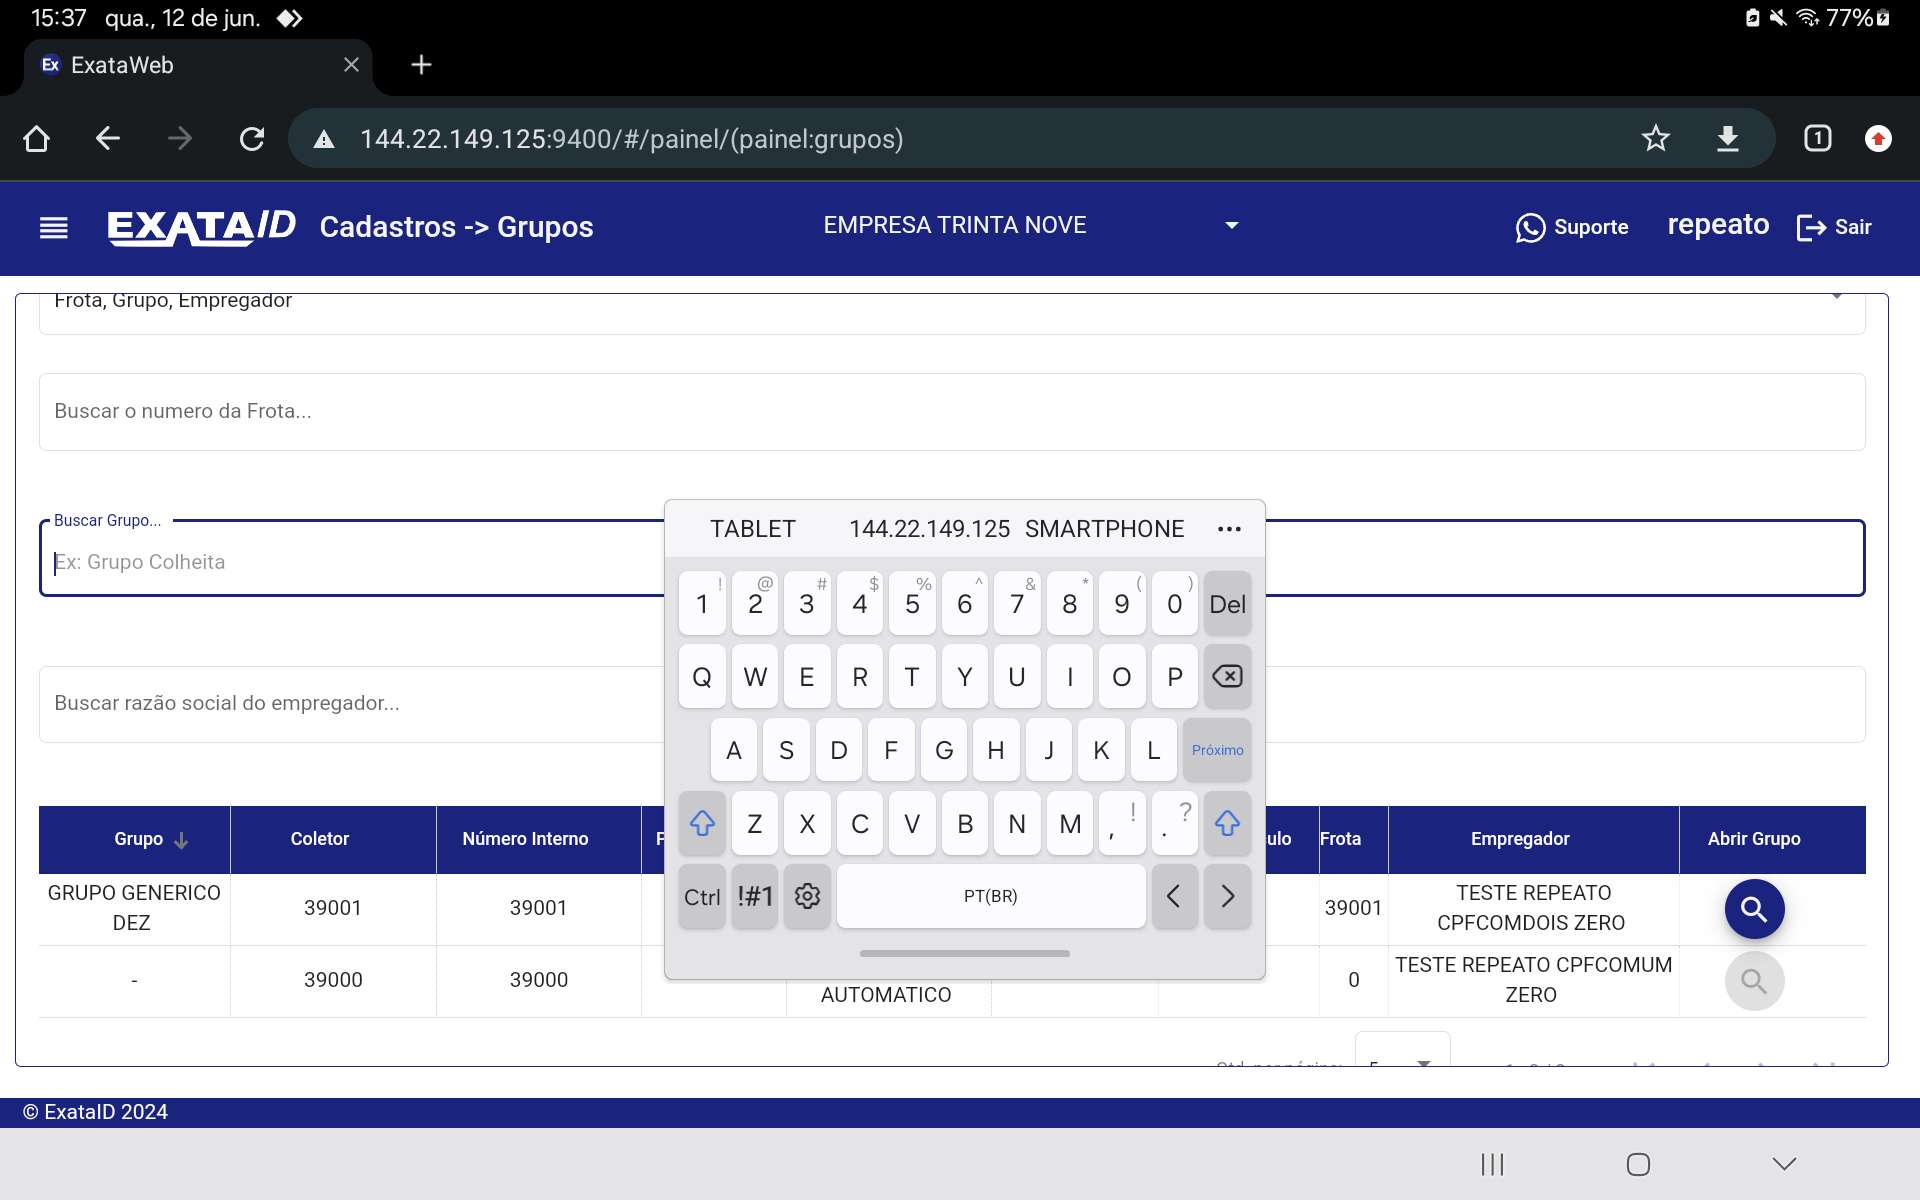 15:37 qua., 12 de jun. 77%
Ex ExataWeb
144.22.149.125:9400/#/painel/(painel:grupos) 1
EXATA/ID Cadastros -> Grupos EMPRESA TRINTA NOVE Suporte repeato Sair
Frota, Grupo, Empregador
Buscar o numero da Frota...
Buscar Grupo...
Ex: Grupo Colheita
Buscar razão social do empregador...
TABLET 144.22.149.125 SMARTPHONE
! @ # $ % ^ & * ( )
1 2 3 4 5 6 7 8 9 0 Del
Q W E R T Y U I O P
A S D F G H J K L Próximo
Z X C V B N M , ! . ?
Ctrl !#1 PT(BR) < >
Grupo Coletor Número Interno Frota Empregador Abrir Grupo
GRUPO GENERICO
DEZ
39001 39001 39001
TESTE REPEATO
CPFCOMDOIS ZERO
- 39000 39000
AUTOMATICO
0
TESTE REPEATO CPFCOMUM
ZERO
© ExataID 2024